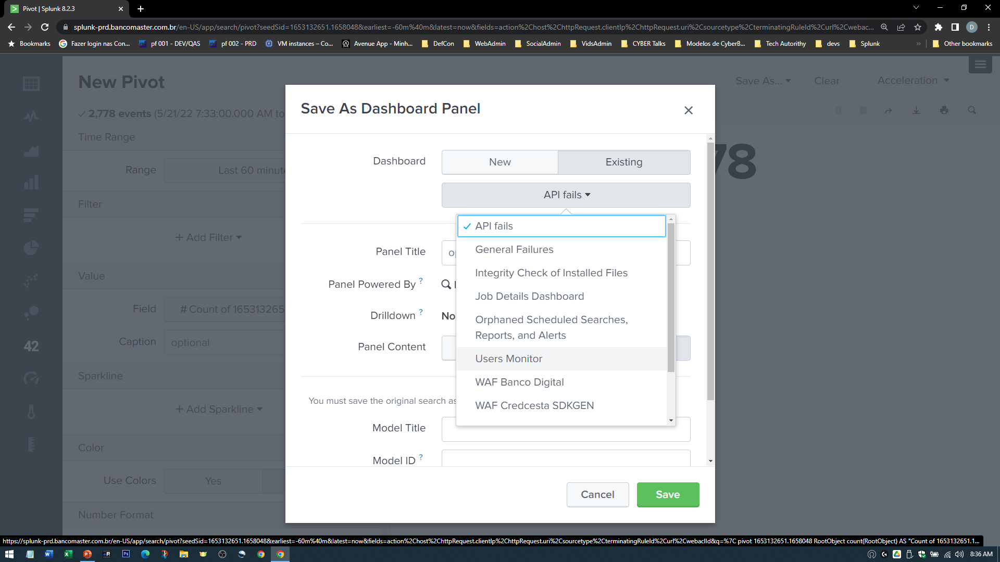 Pivot | Splunk 8.2.3
splunk-prd.bancomaster.com.br/en-US/app/search/pivot?seedSid=1653132651.1658048&earliest=-60m%40m&latest=now&fields=action%2Chost%2ChttpRequest.clientIp%2ChttpRequest.uri%2Csourcetype%2CterminatingRuleId%2Curl%2Cwebac...
D
Bookmarks
Fazer login nas Con...
pf 001 - DEV/QAS
pf 002 - PRD
VM instances – Co...
Avenue App - Minh...
DefCon
WebAdmin
SocialAdmin
VidsAdmin
CYBER Talks
Modelos de CyberB...
Tech Autorithy
devs
Splunk
»
Other bookmarks
New Pivot
Save As...
Clear
Acceleration
2,778 events (5/21/22 7:33:00.000 AM to
Time Range
Range
Last 60 minute
Filter
+ Add Filter
Value
Field
# Count of 165313265
Caption
optional
42
Sparkline
+ Add Sparkline
Color
Use Colors
Yes
Number Format
78
Save As Dashboard Panel
Dashboard
New
Existing
API fails
API fails
General Failures
Integrity Check of Installed Files
Job Details Dashboard
Orphaned Scheduled Searches,
Reports, and Alerts
Users Monitor
WAF Banco Digital
WAF Credcesta SDKGEN
Panel Title
Panel Powered By ?
Drilldown ?
No
Panel Content
You must save the original search as
Model Title
Model ID ?
Cancel
Save
https://splunk-prd.bancomaster.com.br/en-US/app/search/pivot?seedSid=1653132651.1658048&earliest=-60m%40m&latest=now&fields=action%2Chost%2ChttpRequest.clientIp%2ChttpRequest.uri%2Csourcetype%2CterminatingRuleId%2Curl%2CwebaclId&q=%7C pivot 1653132651.1658048 RootObject count(RootObject) AS "Count of 1653132651.1...
8:36 AM